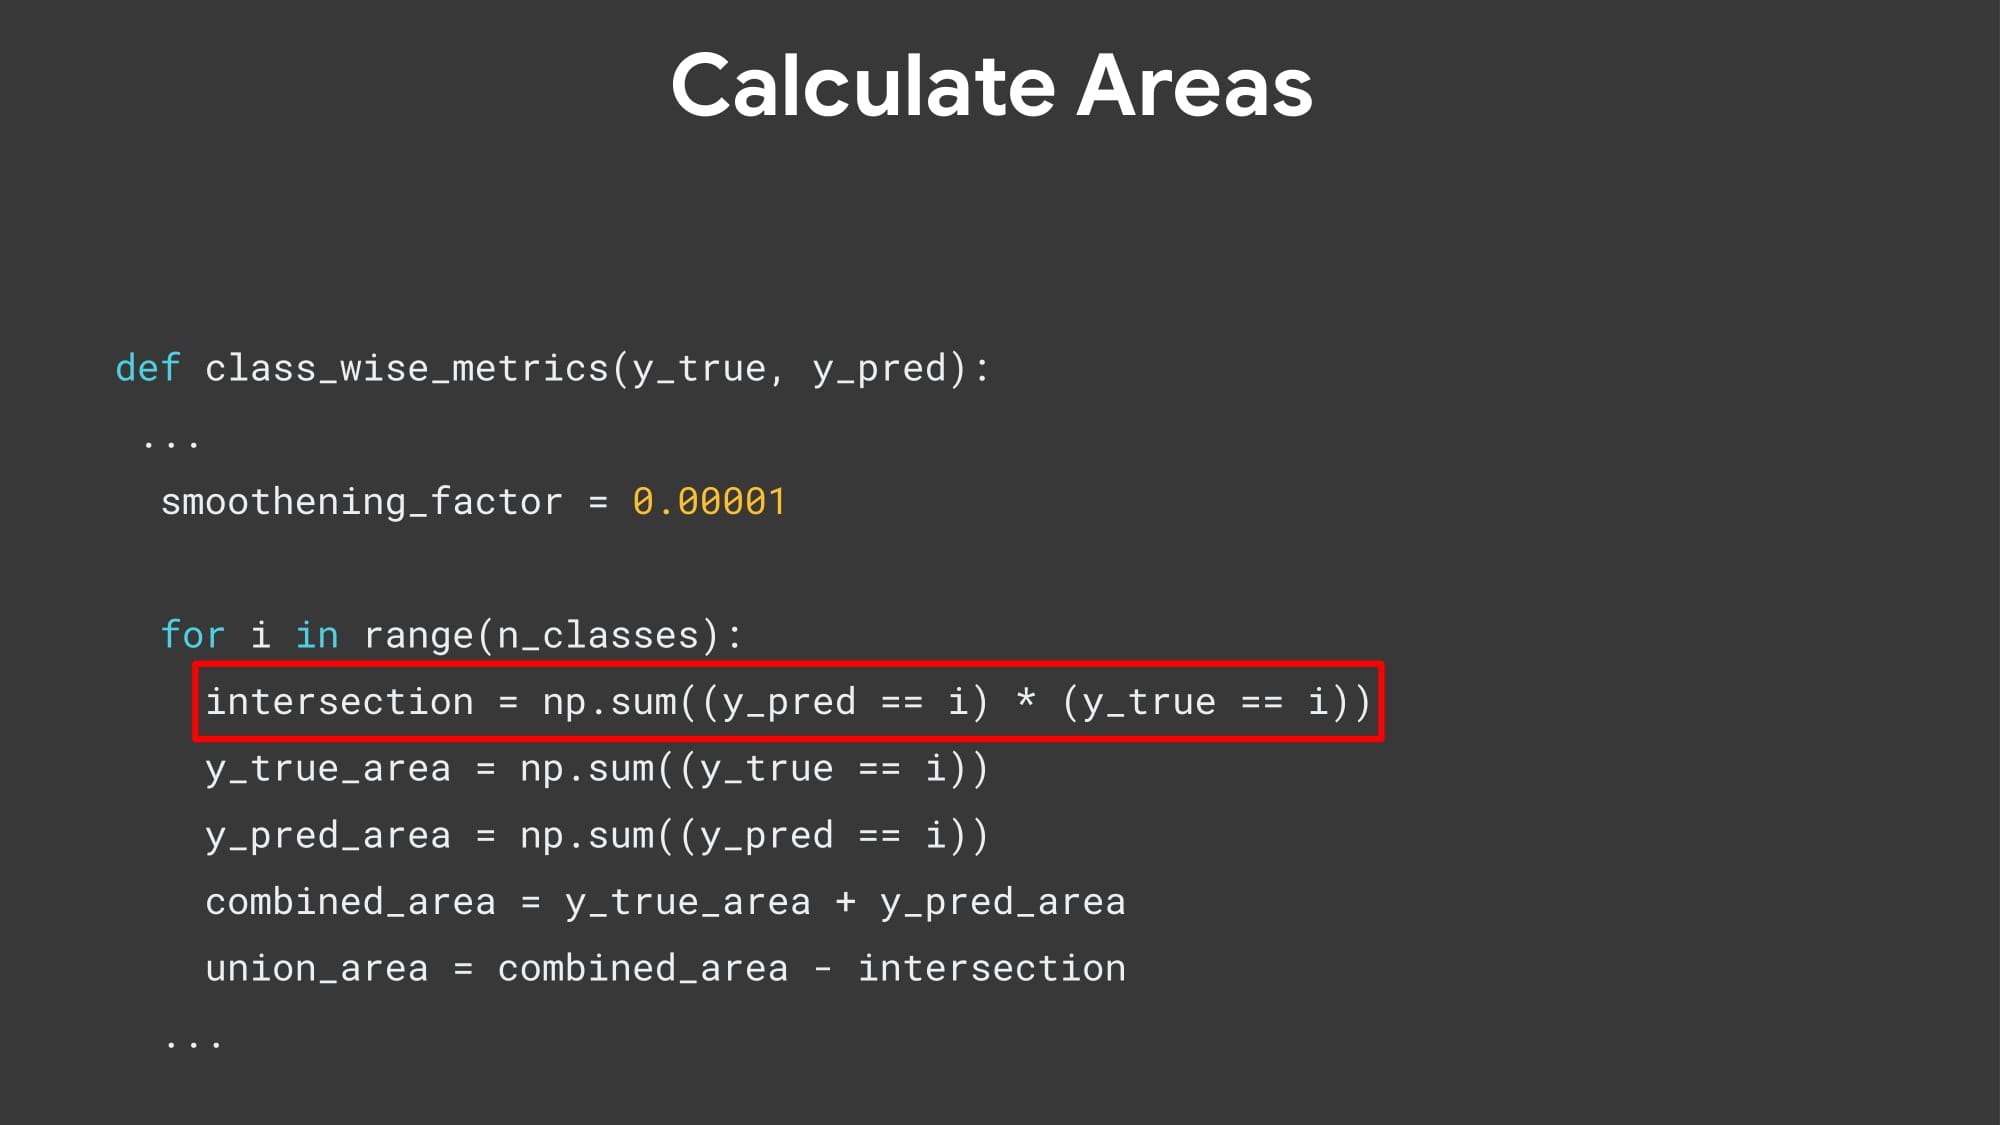 Calculate Areas
def class_wise_metrics(y_true, y_pred):
...
smoothening_factor = 0.00001
for i in range(n_classes):
intersection = np.sum((y_pred == i) * (y_true == i))
y_true_area = np.sum((y_true == i))
y_pred_area = np.sum((y_pred == i))
combined_area = y_true_area + y_pred_area
union_area = combined_area - intersection
...